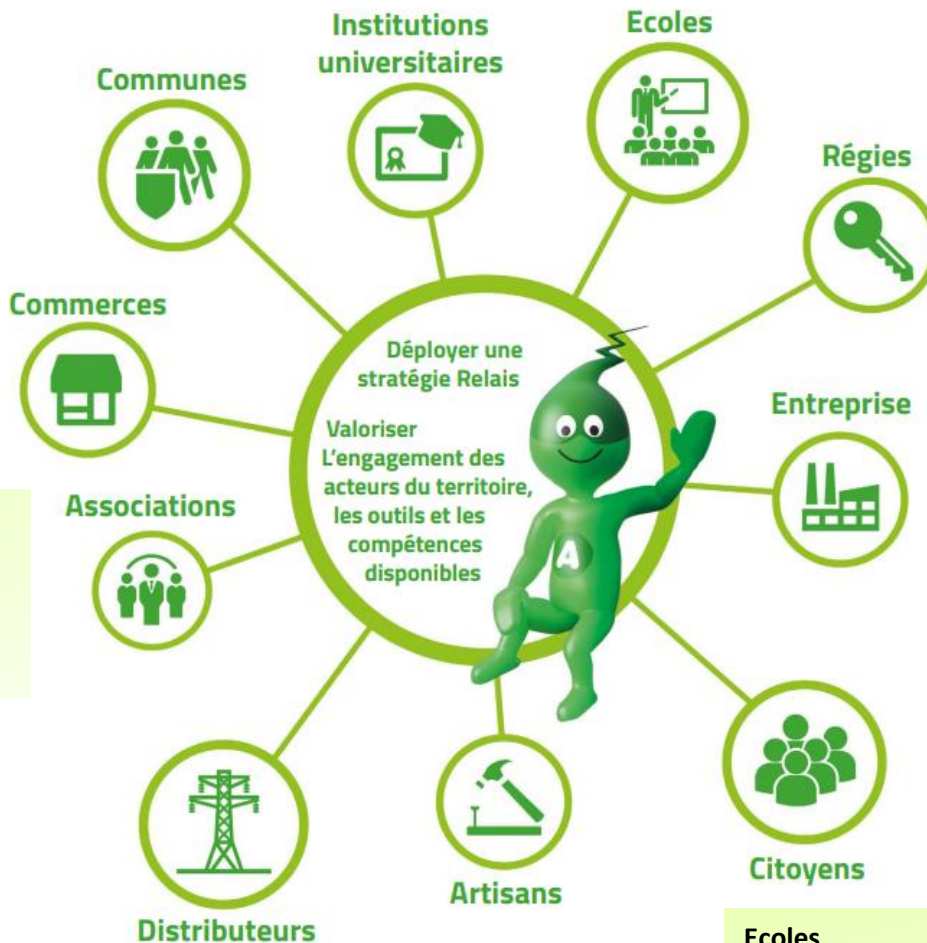 Institutions
universitaires
Ecoles
Communes
Régies
Commerces
Déployer une
stratégie Relais
Valoriser
L'engagement des
acteurs du territoire,
les outils et les
compétences
disponibles
A
Entreprise
Associations
Citoyens
Artisans
Distributeurs
Ecoles